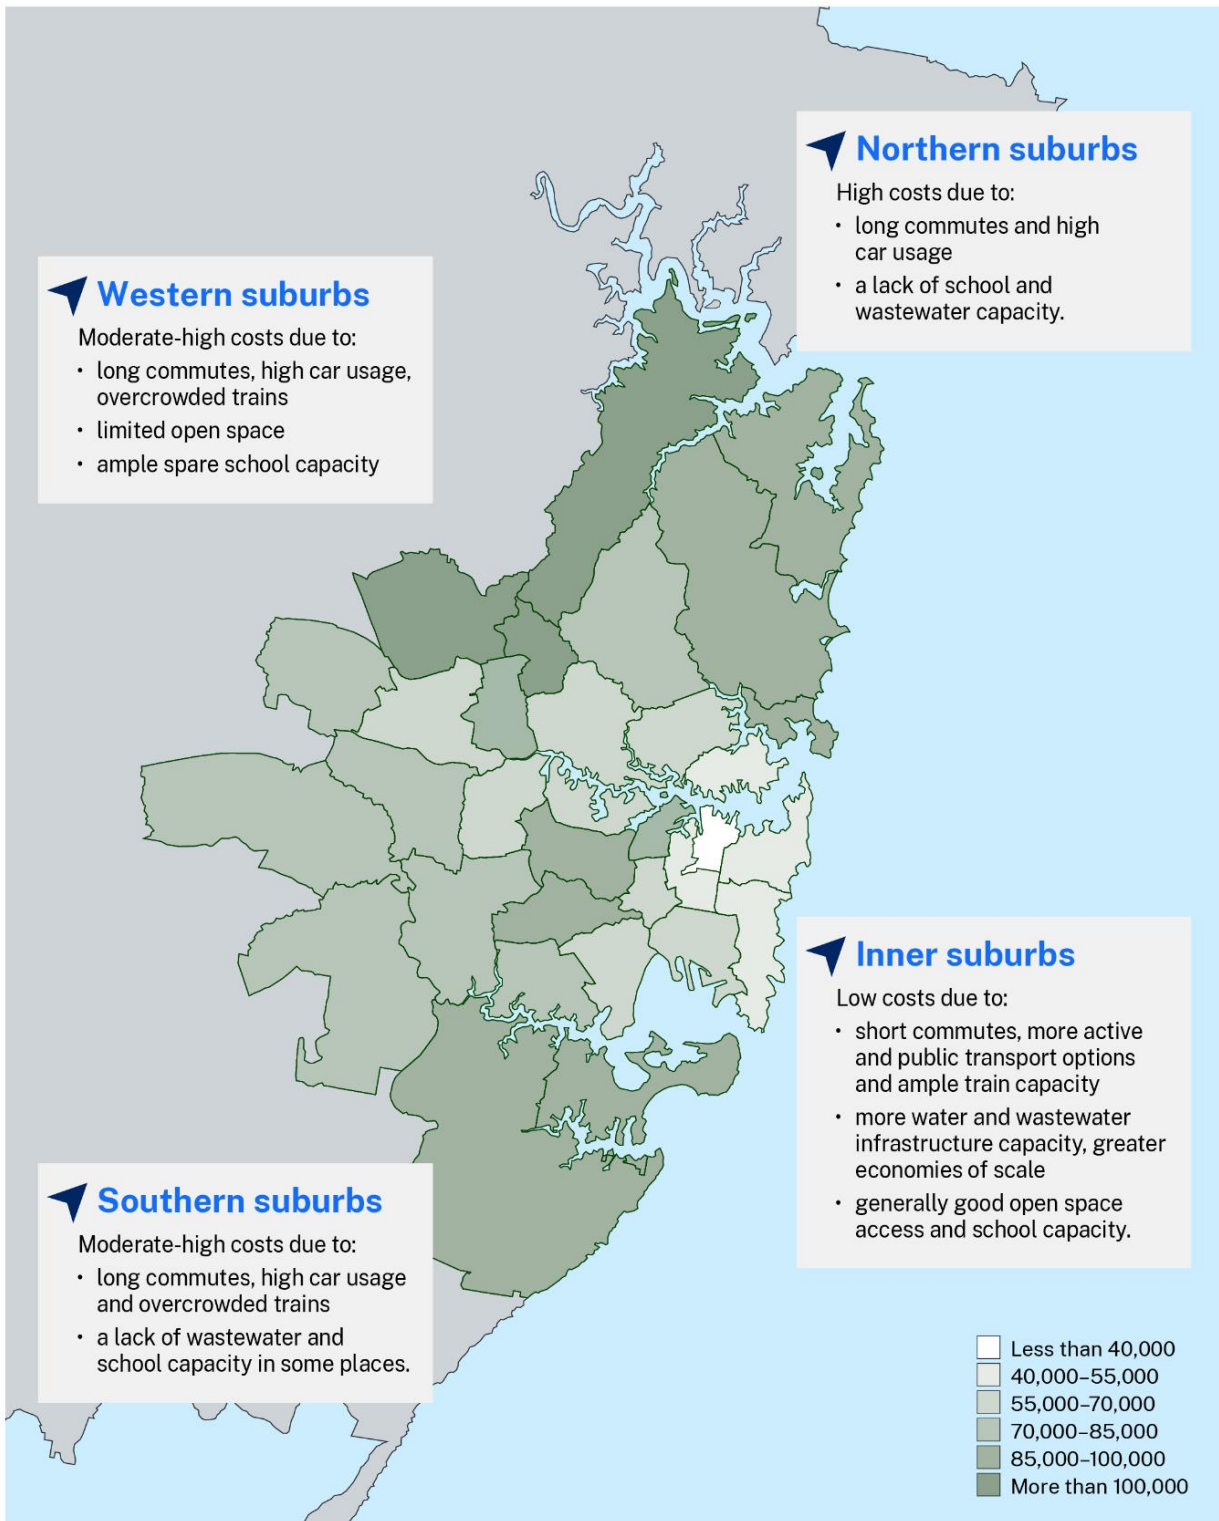 Northern suburbs
High costs due to:
• long commutes and high
car usage
• a lack of school and
wastewater capacity.
Western suburbs
Moderate-high costs due to:
• long commutes, high car usage,
overcrowded trains
• limited open space
• ample spare school capacity
Inner suburbs
Low costs due to:
• short commutes, more active
and public transport options
and ample train capacity
• more water and wastewater
infrastructure capacity, greater
economies of scale
• generally good open space
access and school capacity.
Southern suburbs
Moderate-high costs due to:
• long commutes, high car usage
and overcrowded trains
• a lack of wastewater and
school capacity in some places.
Less than 40,000
40,000–55,000
55,000–70,000
70,000–85,000
85,000–100,000
More than 100,000